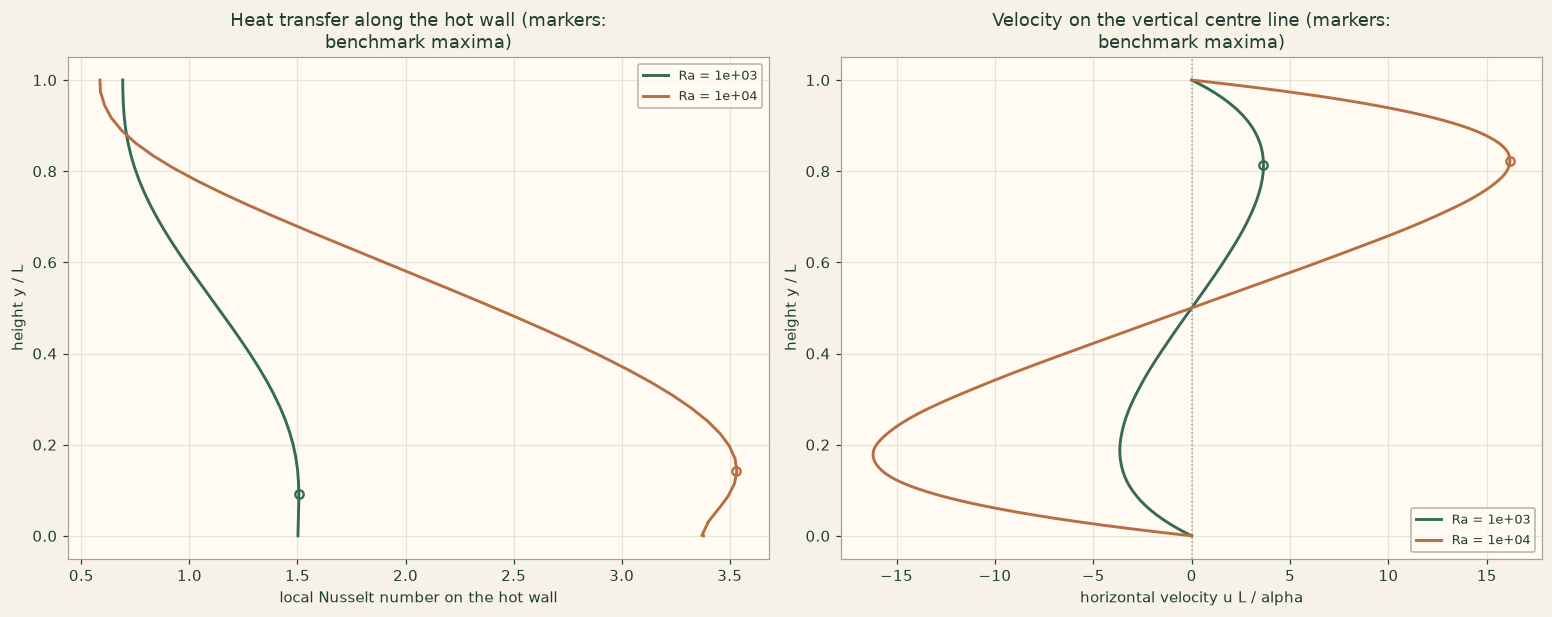 Heat transfer along the hot wall (markers:
benchmark maxima)
Ra = 1e+03
Ra = 1e+04
1.0
0.8
0.6
0.4
0.2
0.0
height y / L
0.5
1.0
1.5
2.0
2.5
3.0
3.5
local Nusselt number on the hot wall
Velocity on the vertical centre line (markers:
benchmark maxima)
1.0
0.8
0.6
0.4
0.2
0.0
height y / L
Ra = 1e+03
Ra = 1e+04
−15
−10
−5
0
5
10
15
horizontal velocity u L / alpha